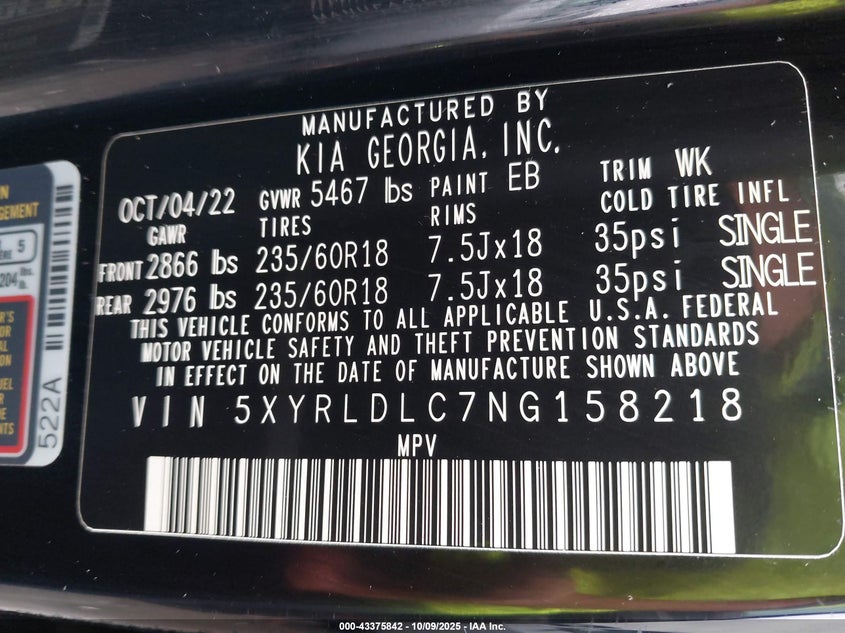 MANUFACTURED BY
KIA GEORGIA, INC.
OCT/04/22 GVWR 5467 lbs PAINT EB TRIM WK
GAWR TIRES RIMS COLD TIRE INFL
FRONT 2866 lbs 235/60R18 7.5Jx18 35psi SINGLE
REAR 2976 lbs 235/60R18 7.5Jx18 35psi SINGLE
THIS VEHICLE CONFORMS TO ALL APPLICABLE U.S.A. FEDERAL
MOTOR VEHICLE SAFETY AND THEFT PREVENTION STANDARDS
IN EFFECT ON THE DATE OF MANUFACTURE SHOWN ABOVE
VIN 5XYRLDLC7NG158218
MPV
5
204 lbs.
522A
000-43375842 - 10/09/2025 - IAA Inc.